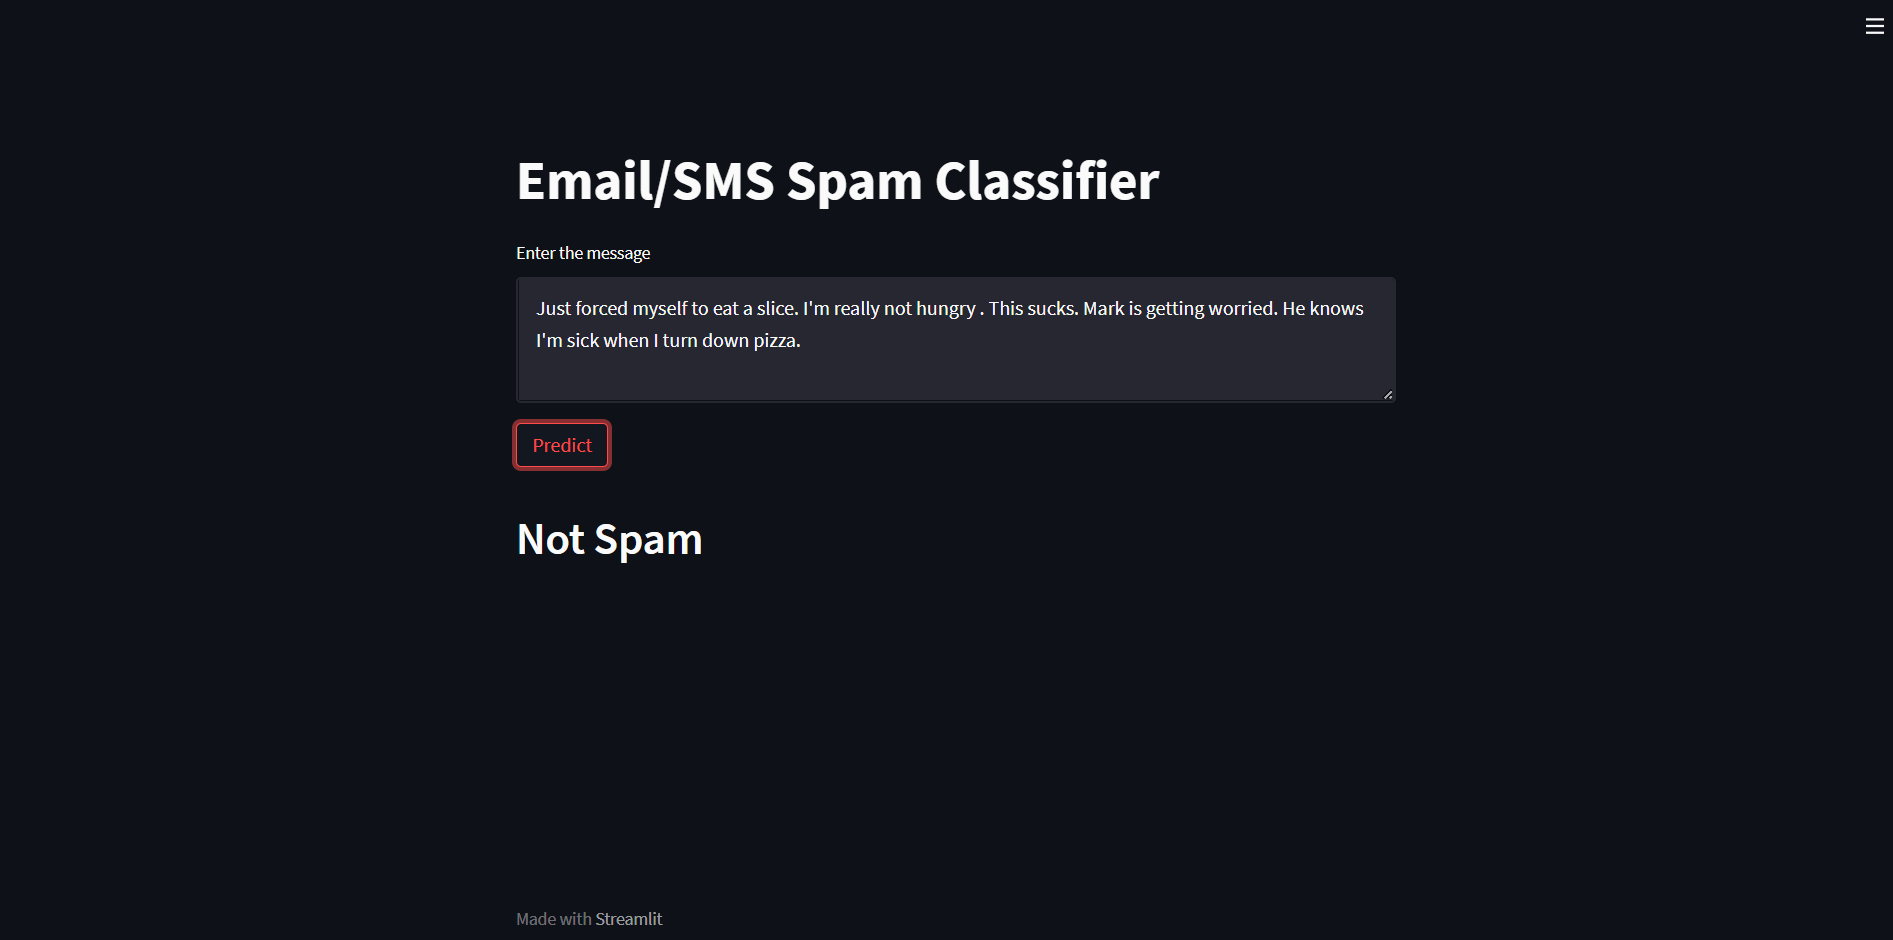 Email/SMS Spam Classifier
Enter the message
Just forced myself to eat a slice. I'm really not hungry . This sucks. Mark is getting worried. He knows
I'm sick when I turn down pizza.
Predict
Not Spam
Made with Streamlit